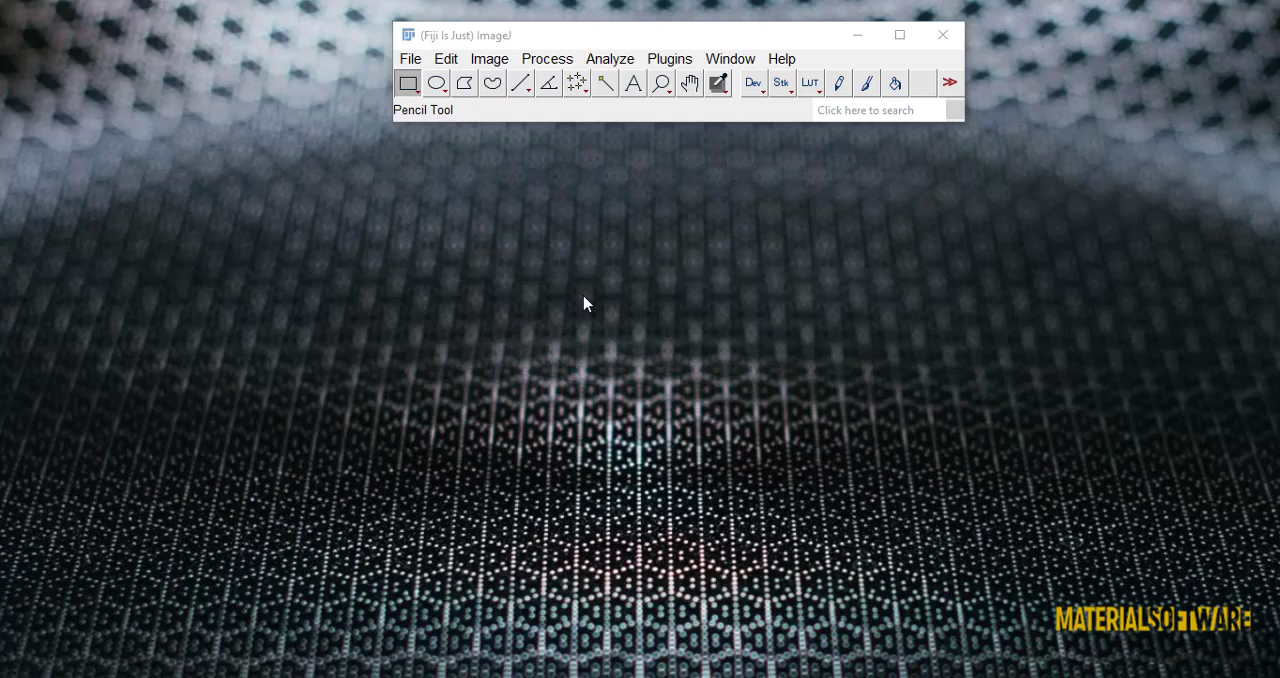 (Fiji Is Just) ImageJ
File Edit Image Process Analyze Plugins Window Help
A Dev Stk LUT
Pencil Tool Click here to search
MATERIALSOFTWARE